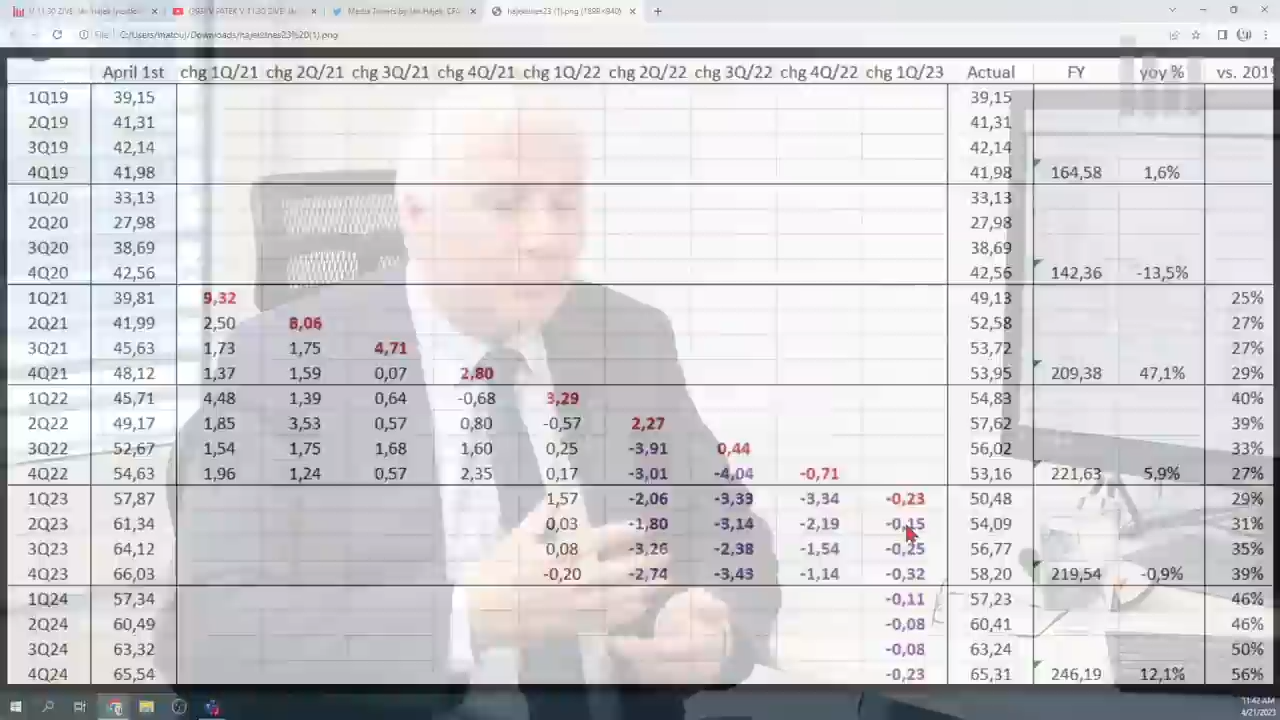 V 11:30 ŽIVĚ: Jan Hájek
V PÁTEK V 11:30 ŽIVĚ: Jan
Media Tweets by Jan Hajek, CFA
hajekestnes23 (1).png (1898×840)
File
C:/Users/matouj/Downloads/hajekestnes23%20(1).png
April 1st chg 1Q/21 chg 2Q/21 chg 3Q/21 chg 4Q/21 chg 1Q/22 chg 2Q/22 chg 3Q/22 chg 4Q/22 chg 1Q/23 Actual FY yoy % vs. 2019
1Q19 39,15 39,15
2Q19 41,31 41,31
3Q19 42,14 42,14
4Q19 41,98 41,98 164,58 1,6%
1Q20 33,13 33,13
2Q20 27,98 27,98
3Q20 38,69 38,69
4Q20 42,56 42,56 142,36 -13,5%
1Q21 39,81 9,32 49,13 25%
2Q21 41,99 2,50 8,06 52,58 27%
3Q21 45,63 1,73 1,75 4,71 53,72 27%
4Q21 48,12 1,37 1,59 0,07 2,80 53,95 209,38 47,1% 29%
1Q22 45,71 4,48 1,39 0,64 -0,68 3,29 54,83 40%
2Q22 49,17 1,85 3,53 0,57 0,80 -0,57 2,27 57,62 39%
3Q22 52,67 1,54 1,75 1,68 1,60 0,25 -3,91 0,44 56,02 33%
4Q22 54,63 1,96 1,24 0,57 2,35 0,17 -3,01 -4,04 -0,71 53,16 221,63 5,9% 27%
1Q23 57,87 1,57 -2,06 -3,33 -3,34 -0,23 50,48 29%
2Q23 61,34 0,03 -1,80 -3,14 -2,19 -0,15 54,09 31%
3Q23 64,12 0,08 -3,26 -2,38 -1,54 -0,25 56,77 35%
4Q23 66,03 -0,20 -2,74 -3,43 -1,14 -0,32 58,20 219,54 -0,9% 39%
1Q24 57,34 -0,11 57,23 46%
2Q24 60,49 -0,08 60,41 46%
3Q24 63,32 -0,08 63,24 50%
4Q24 65,54 -0,23 65,31 246,19 12,1% 56%
11:42 AM
4/21/2023